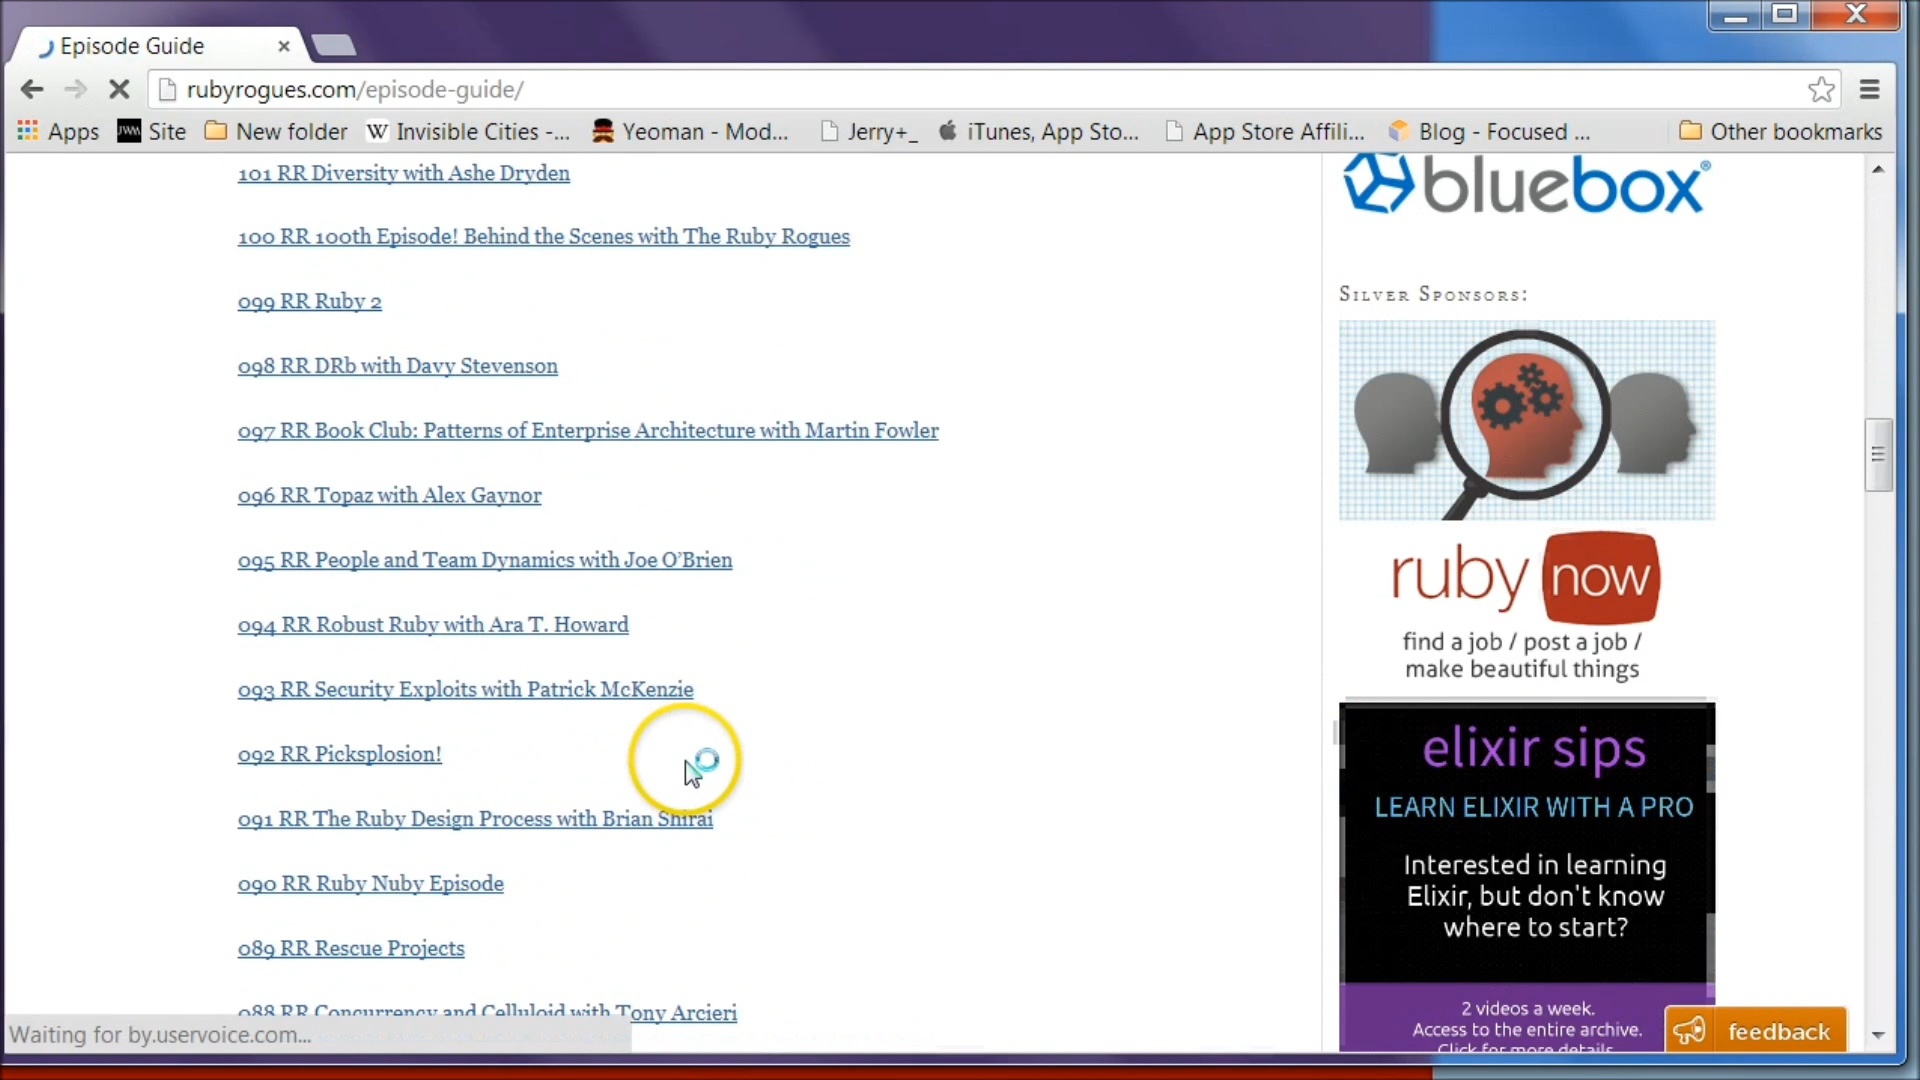 Episode Guide
rubyrogues.com/episode-guide/
Apps
JWM Site
New folder
W Invisible Cities -...
Yeoman - Mod...
Jerry+_
iTunes, App Sto...
App Store Affili...
Blog - Focused ...
Other bookmarks
101 RR Diversity with Ashe Dryden
100 RR 100th Episode! Behind the Scenes with The Ruby Rogues
099 RR Ruby 2
098 RR DRb with Davy Stevenson
097 RR Book Club: Patterns of Enterprise Architecture with Martin Fowler
096 RR Topaz with Alex Gaynor
095 RR People and Team Dynamics with Joe O’Brien
094 RR Robust Ruby with Ara T. Howard
093 RR Security Exploits with Patrick McKenzie
092 RR Picksplosion!
091 RR The Ruby Design Process with Brian Shirai
090 RR Ruby Nuby Episode
089 RR Rescue Projects
088 RR Concurrency and Celluloid with Tony Arcieri
Waiting for by.uservoice.com...
bluebox
SILVER SPONSORS:
ruby now
find a job / post a job /
make beautiful things
elixir sips
LEARN ELIXIR WITH A PRO
Interested in learning
Elixir, but don't know
where to start?
2 videos a week.
Access to the entire archive.
Click for more details
feedback